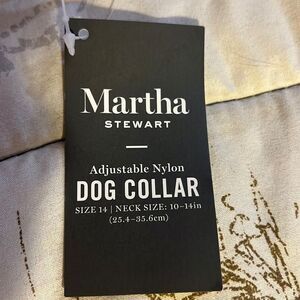 Martha
STEWART
Adjustable Nylon
DOG COLLAR
SIZE 14 | NECK SIZE: 10-14in
(25.4-35.6cm)